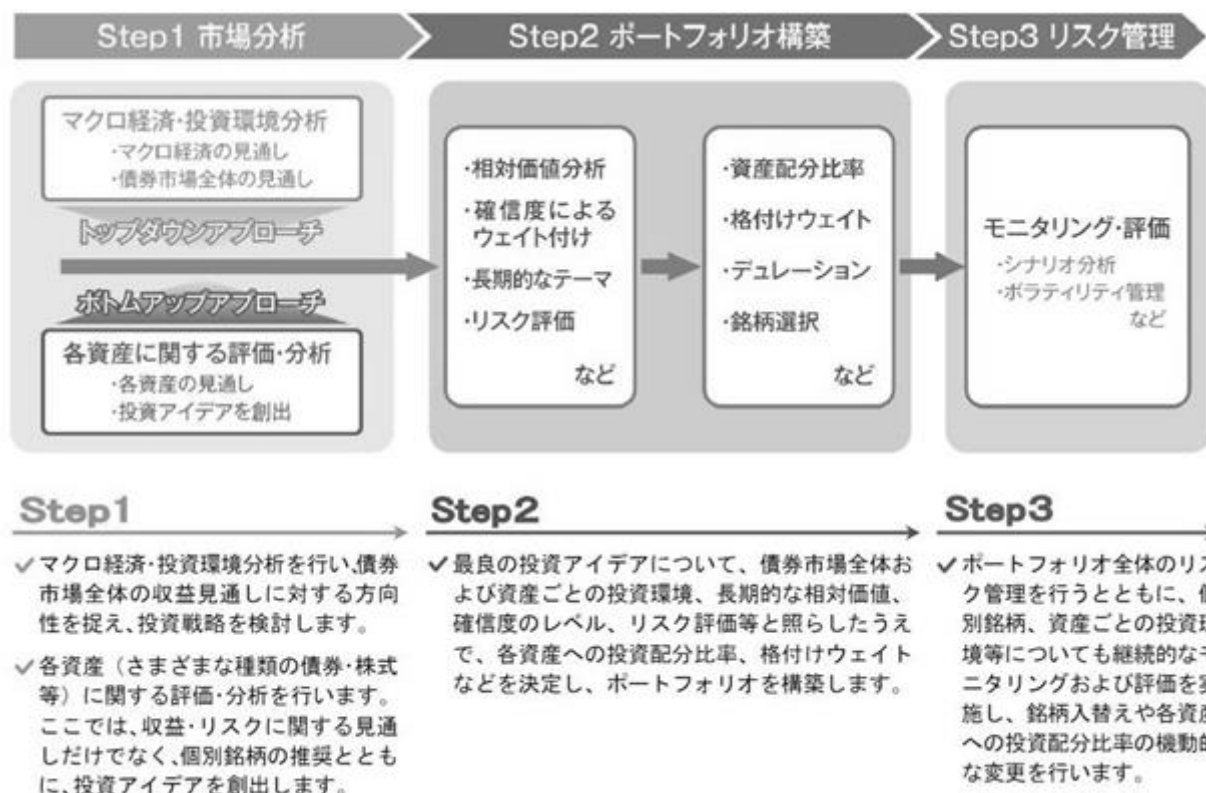 Step1 市場分析
Step2 ポートフォリオ構築
Step3 リスク管理
マクロ経済・投資環境分析
・マクロ経済の見通し
・債券市場全体の見通し
トップダウンアプローチ
ボトムアップアプローチ
各資産に関する評価・分析
・各資産の見通し
・投資アイデアを創出
・相対価値分析
・確信度による
ウェイト付け
・長期的なテーマ
・リスク評価
など
・資産配分比率
・格付けウェイト
・デュレーション
・銘柄選択
など
モニタリング・評価
・シナリオ分析
・ボラティリティ管理
など
Step1
✓マクロ経済・投資環境分析を行い、債券
市場全体の収益見通しに対する方向
性を捉え、投資戦略を検討します。
✓各資産（さまざまな種類の債券・株式
等）に関する評価・分析を行います。
ここでは、収益・リスクに関する見通
しだけでなく、個別銘柄の推奨ととも
に、投資アイデアを創出します。
Step2
✓最良の投資アイデアについて、債券市場全体お
よび資産ごとの投資環境、長期的な相対価値、
確信度のレベル、リスク評価等と照らしたうえ
で、各資産への投資配分比率、格付けウェイト
などを決定し、ポートフォリオを構築します。
Step3
✓ポートフォリオ全体のリス
ク管理を行うとともに、個
別銘柄、資産ごとの投資環
境等についても継続的なモ
ニタリングおよび評価を実
施し、銘柄入替えや各資産
への投資配分比率の機動的
な変更を行います。